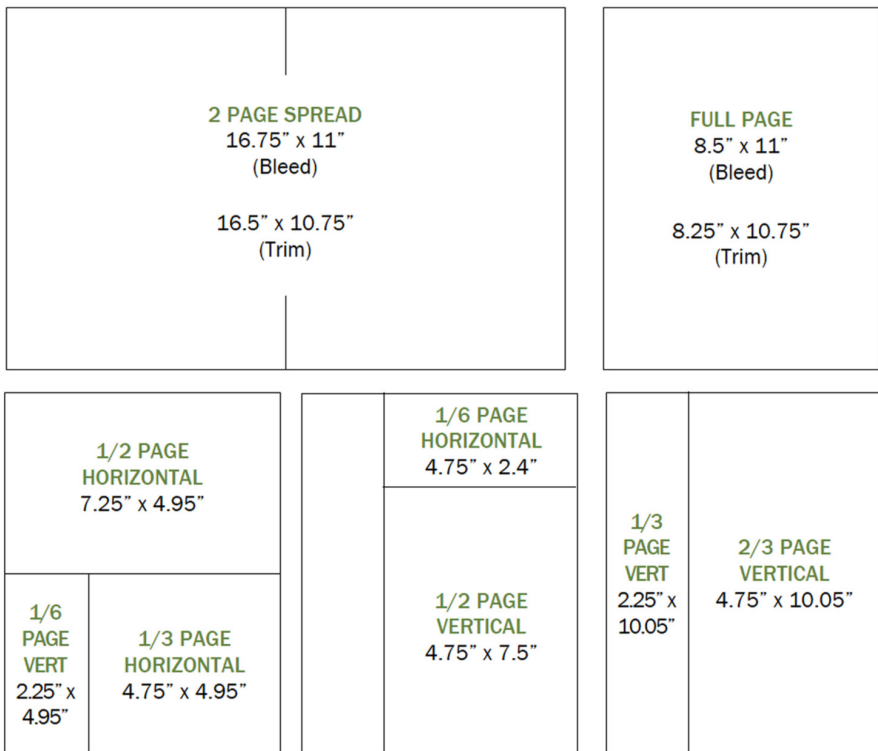 2 PAGE SPREAD
16.75” x 11”
(Bleed)
16.5” x 10.75”
(Trim)
FULL PAGE
8.5” x 11”
(Bleed)
8.25” x 10.75”
(Trim)
1/2 PAGE
HORIZONTAL
7.25” x 4.95”
1/6
PAGE
VERT
2.25” x
4.95”
1/3 PAGE
HORIZONTAL
4.75” x 4.95”
1/6 PAGE
HORIZONTAL
4.75” x 2.4”
1/2 PAGE
VERTICAL
4.75” x 7.5”
1/3
PAGE
VERT
2.25” x
10.05”
2/3 PAGE
VERTICAL
4.75” x 10.05”